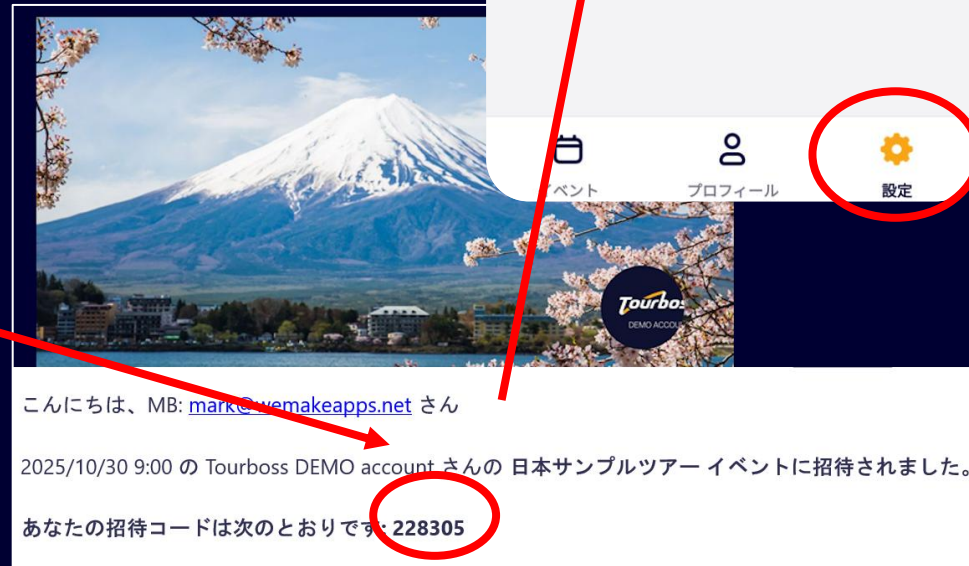 イベント
プロフィール
設定
Tourboss
DEMO ACCOU
こんにちは、MB: mark@wemakeapps.net さん
2025/10/30 9:00 の Tourboss DEMO account さんの 日本サンプルツアー イベントに招待されました。
あなたの招待コードは次のとおりです: 228305